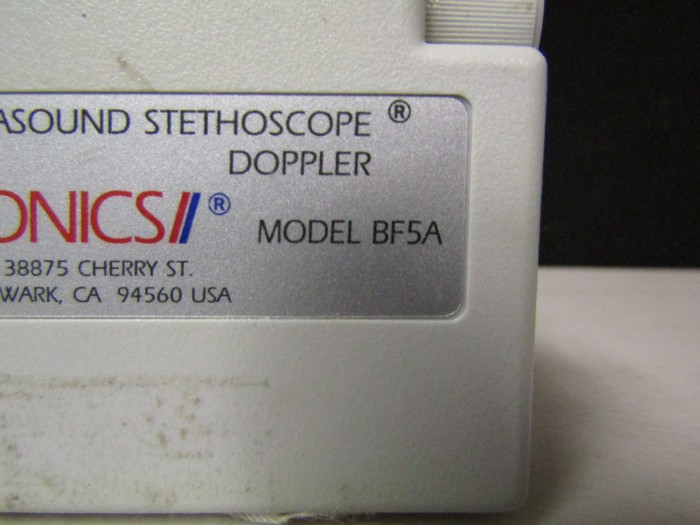 ASOUND STETHOSCOPE ®
DOPPLER
ONICS ®
MODEL BF5A
38875 CHERRY ST.
WARK, CA 94560 USA